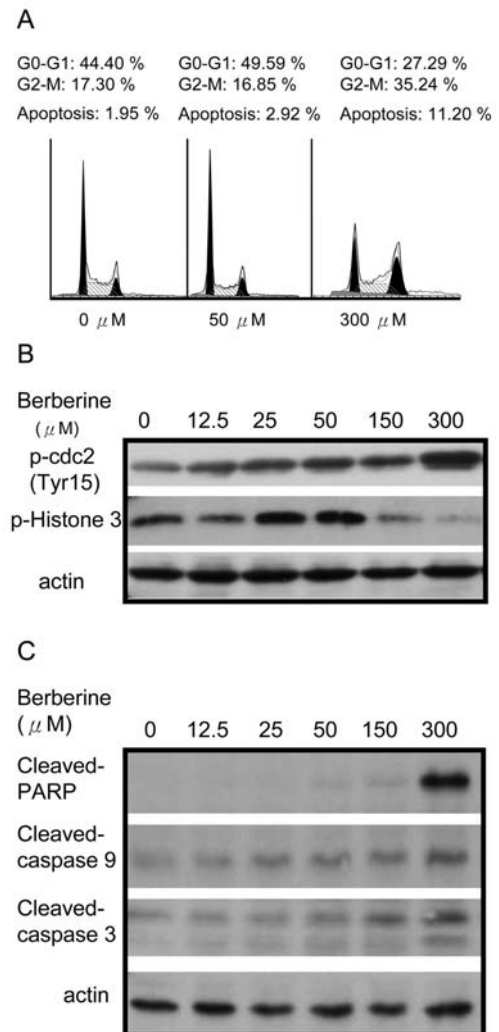 A
G0-G1: 44.40 % G0-G1: 49.59 % G0-G1: 27.29 %
G2-M: 17.30 % G2-M: 16.85 % G2-M: 35.24 %
Apoptosis: 1.95 % Apoptosis: 2.92 % Apoptosis: 11.20 %
0 μM 50 μM 300 μM
B
Berberine
(μM) 0 12.5 25 50 150 300
p-cdc2
(Tyr15)
p-Histone 3
actin
C
Berberine
(μM) 0 12.5 25 50 150 300
Cleaved-
PARP
Cleaved-
caspase 9
Cleaved-
caspase 3
actin